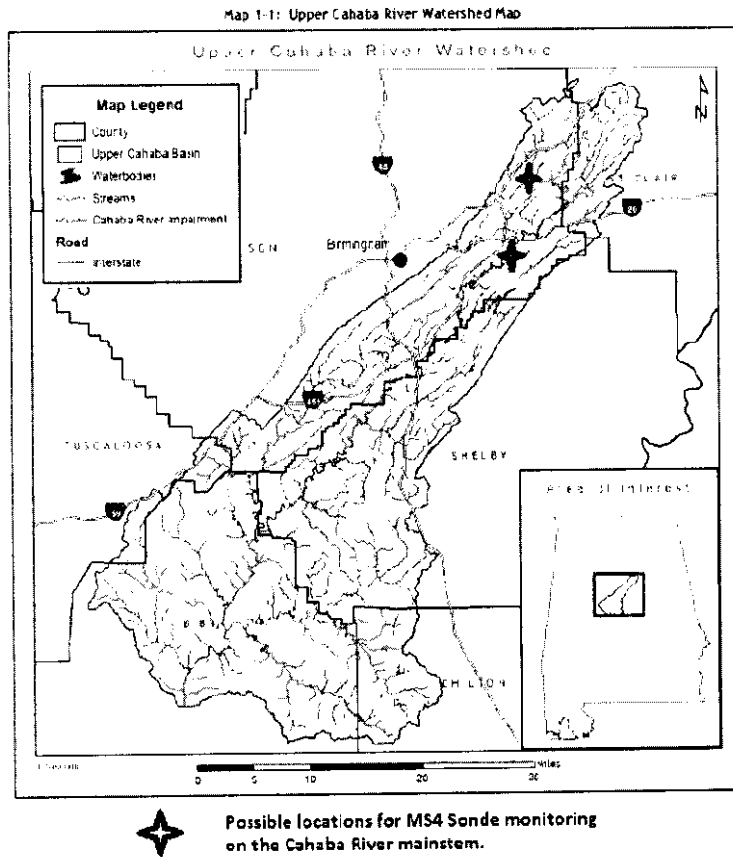 Map 1-1: Upper Cahaba River Watershed Map
Upper Cahaba River Watershed
Map Legend
County
Upper Cahaba Basin
Waterbodies
Streams
Cahaba River Impairment
Road
Interstate
N
CLAIR
SON
Birmingham
TUSCALOOSA
SHELBY
CHILTON
Area of Interest
0 5 10 20 30
Miles
Possible locations for MS4 Sonde monitoring
on the Cahaba River mainstem.